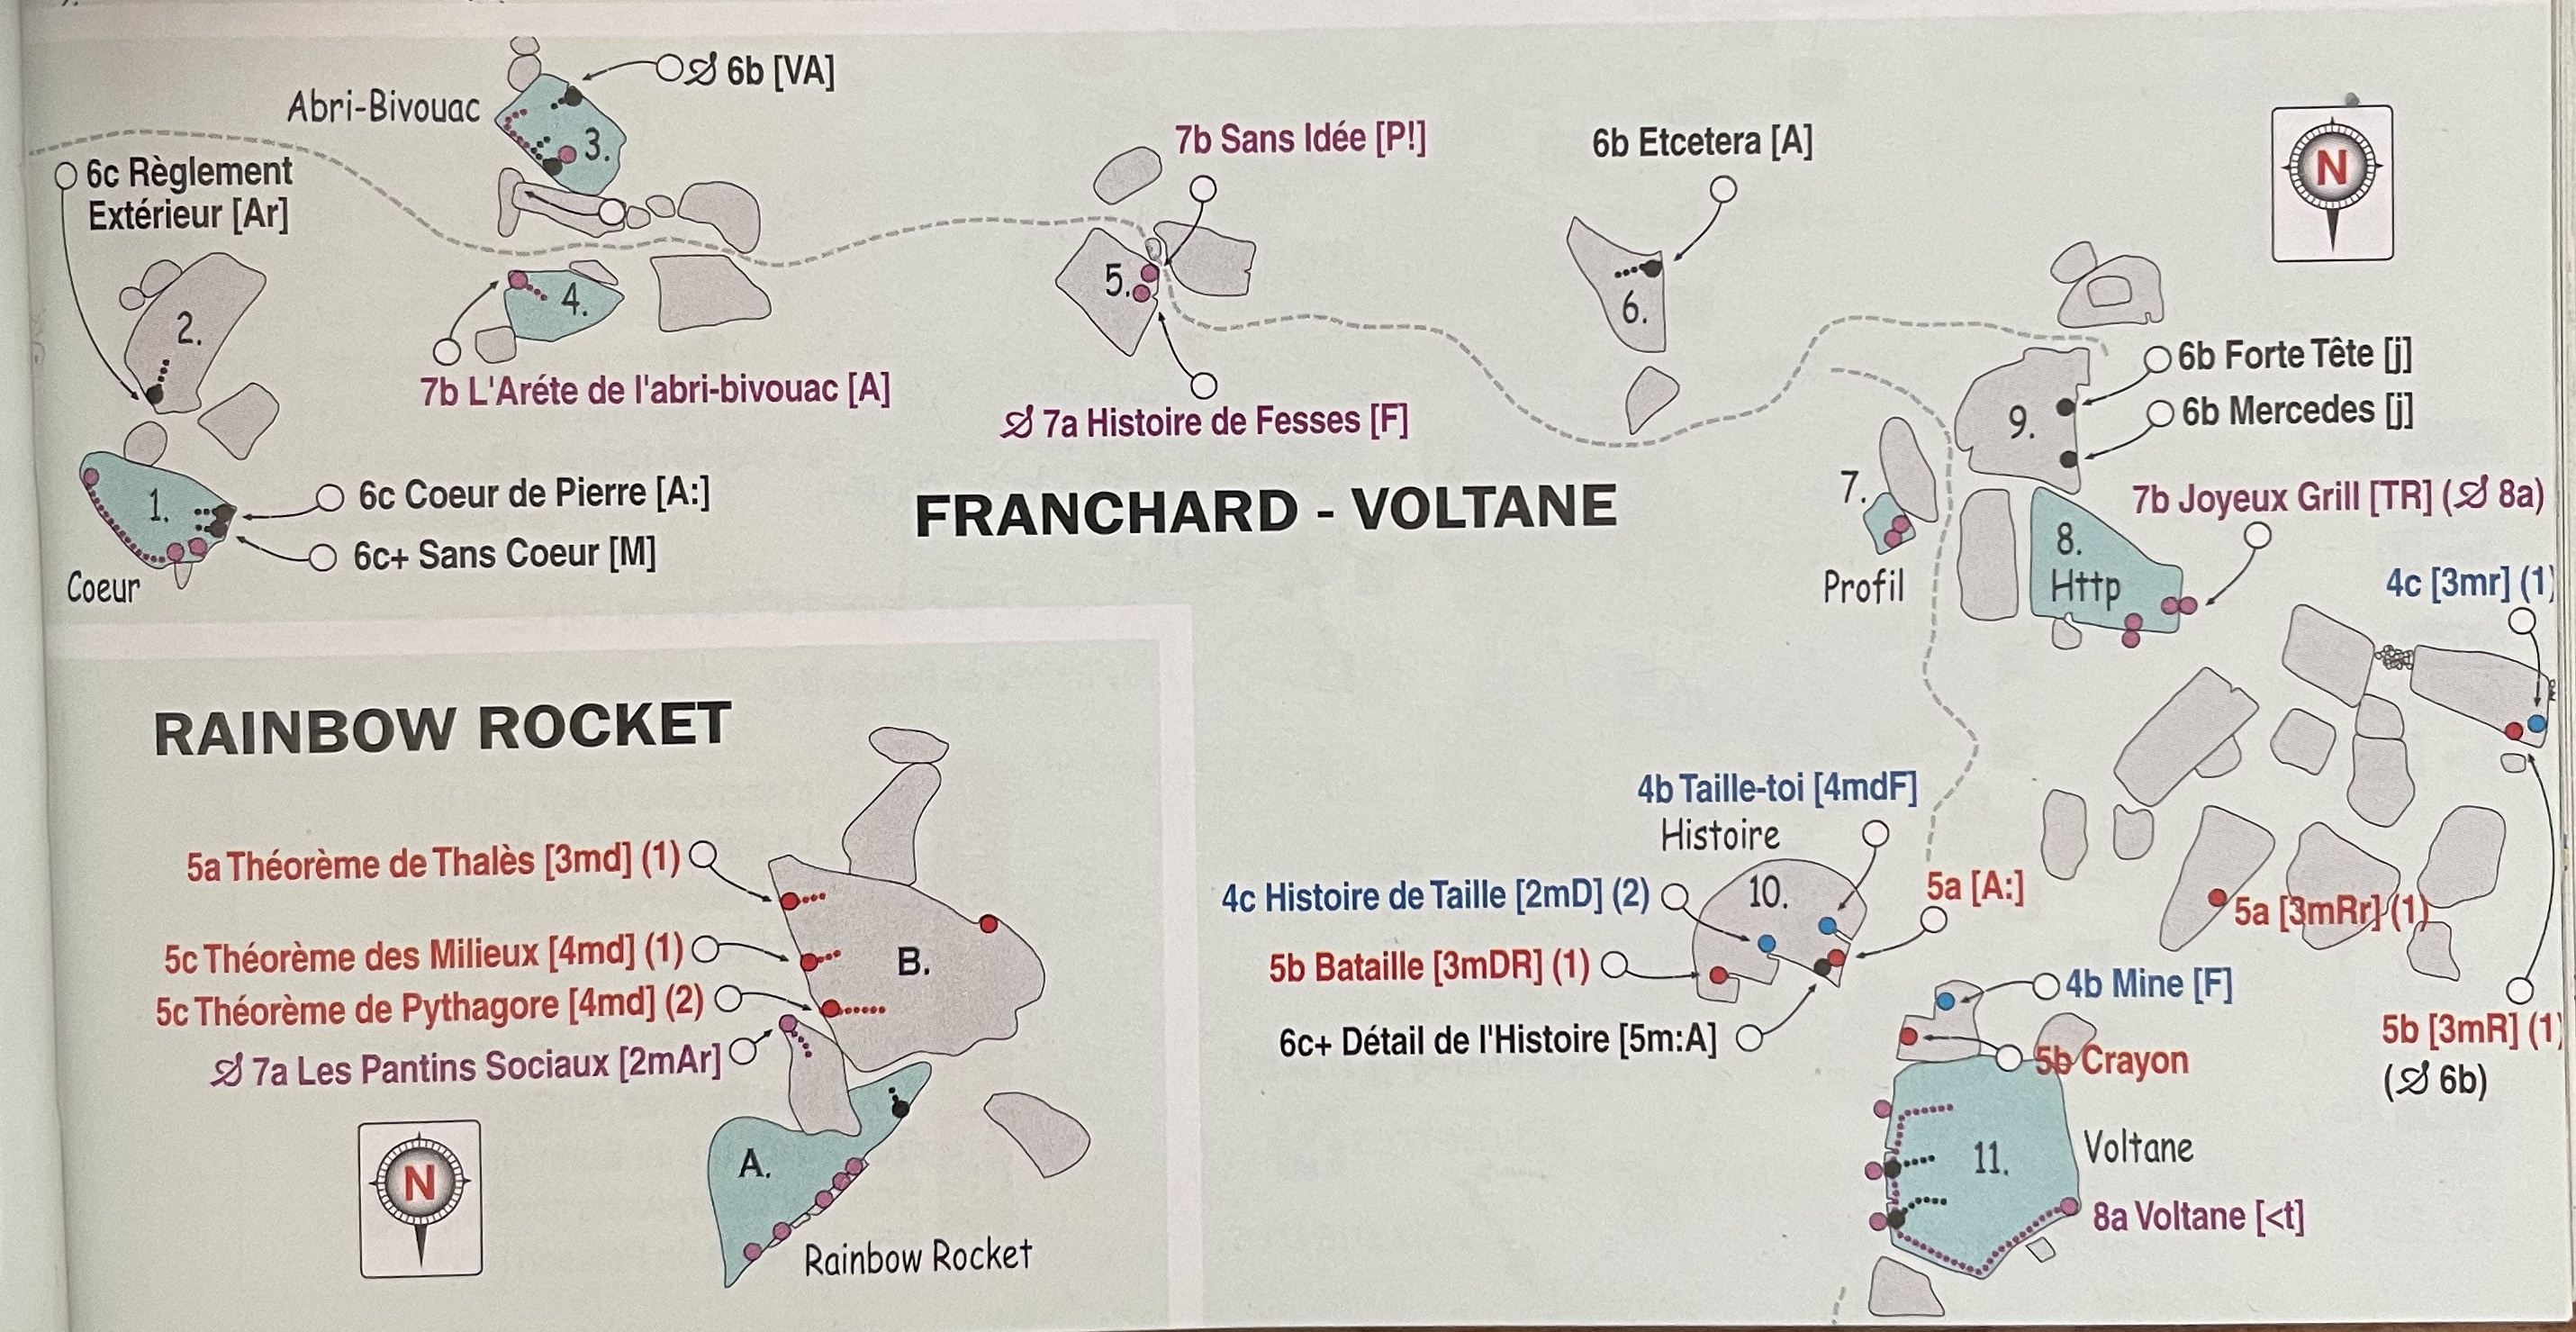 6b [VA]
Abri-Bivouac
3.
6c Règlement
Extérieur [Ar]
2.
4.
7b L'Aréte de l'abri-bivouac [A]
7b Sans Idée [P!]
5.
7a Histoire de Fesses [F]
6b Etcetera [A]
6.
N
9.
6b Forte Tête [j]
6b Mercedes [j]
7.
Profil
7b Joyeux Grill [TR] ( 8a)
8.
Http
1.
6c Coeur de Pierre [A:]
6c+ Sans Coeur [M]
Coeur
FRANCHARD - VOLTANE
4c [3mr] (1)
RAINBOW ROCKET
5a Théorème de Thalès [3md] (1)
5c Théorème des Milieux [4md] (1)
5c Théorème de Pythagore [4md] (2)
7a Les Pantins Sociaux [2mAr]
B.
A.
N
Rainbow Rocket
4b Taille-toi [4mdF]
Histoire
4c Histoire de Taille [2mD] (2)
10.
5a [A:]
5b Bataille [3mDR] (1)
6c+ Détail de l'Histoire [5m:A]
5a [3mRr] (1)
4b Mine [F]
5b Crayon
5b [3mR] (1)
( 6b)
11.
Voltane
8a Voltane [<t]